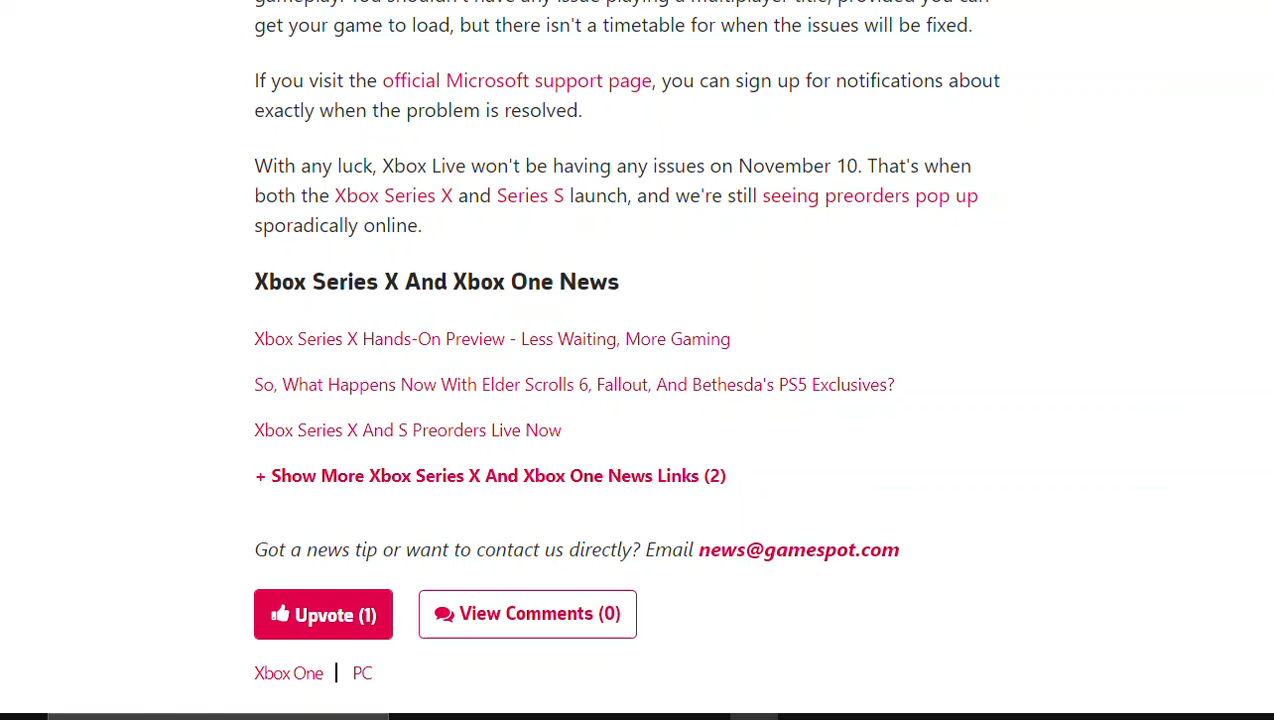 get your game to load, but there isn't a timetable for when the issues will be fixed.
If you visit the official Microsoft support page, you can sign up for notifications about
exactly when the problem is resolved.
With any luck, Xbox Live won't be having any issues on November 10. That's when
both the Xbox Series X and Series S launch, and we're still seeing preorders pop up
sporadically online.
Xbox Series X And Xbox One News
Xbox Series X Hands-On Preview - Less Waiting, More Gaming
So, What Happens Now With Elder Scrolls 6, Fallout, And Bethesda's PS5 Exclusives?
Xbox Series X And S Preorders Live Now
+ Show More Xbox Series X And Xbox One News Links (2)
Got a news tip or want to contact us directly? Email news@gamespot.com
Upvote (1) View Comments (0)
Xbox One | PC